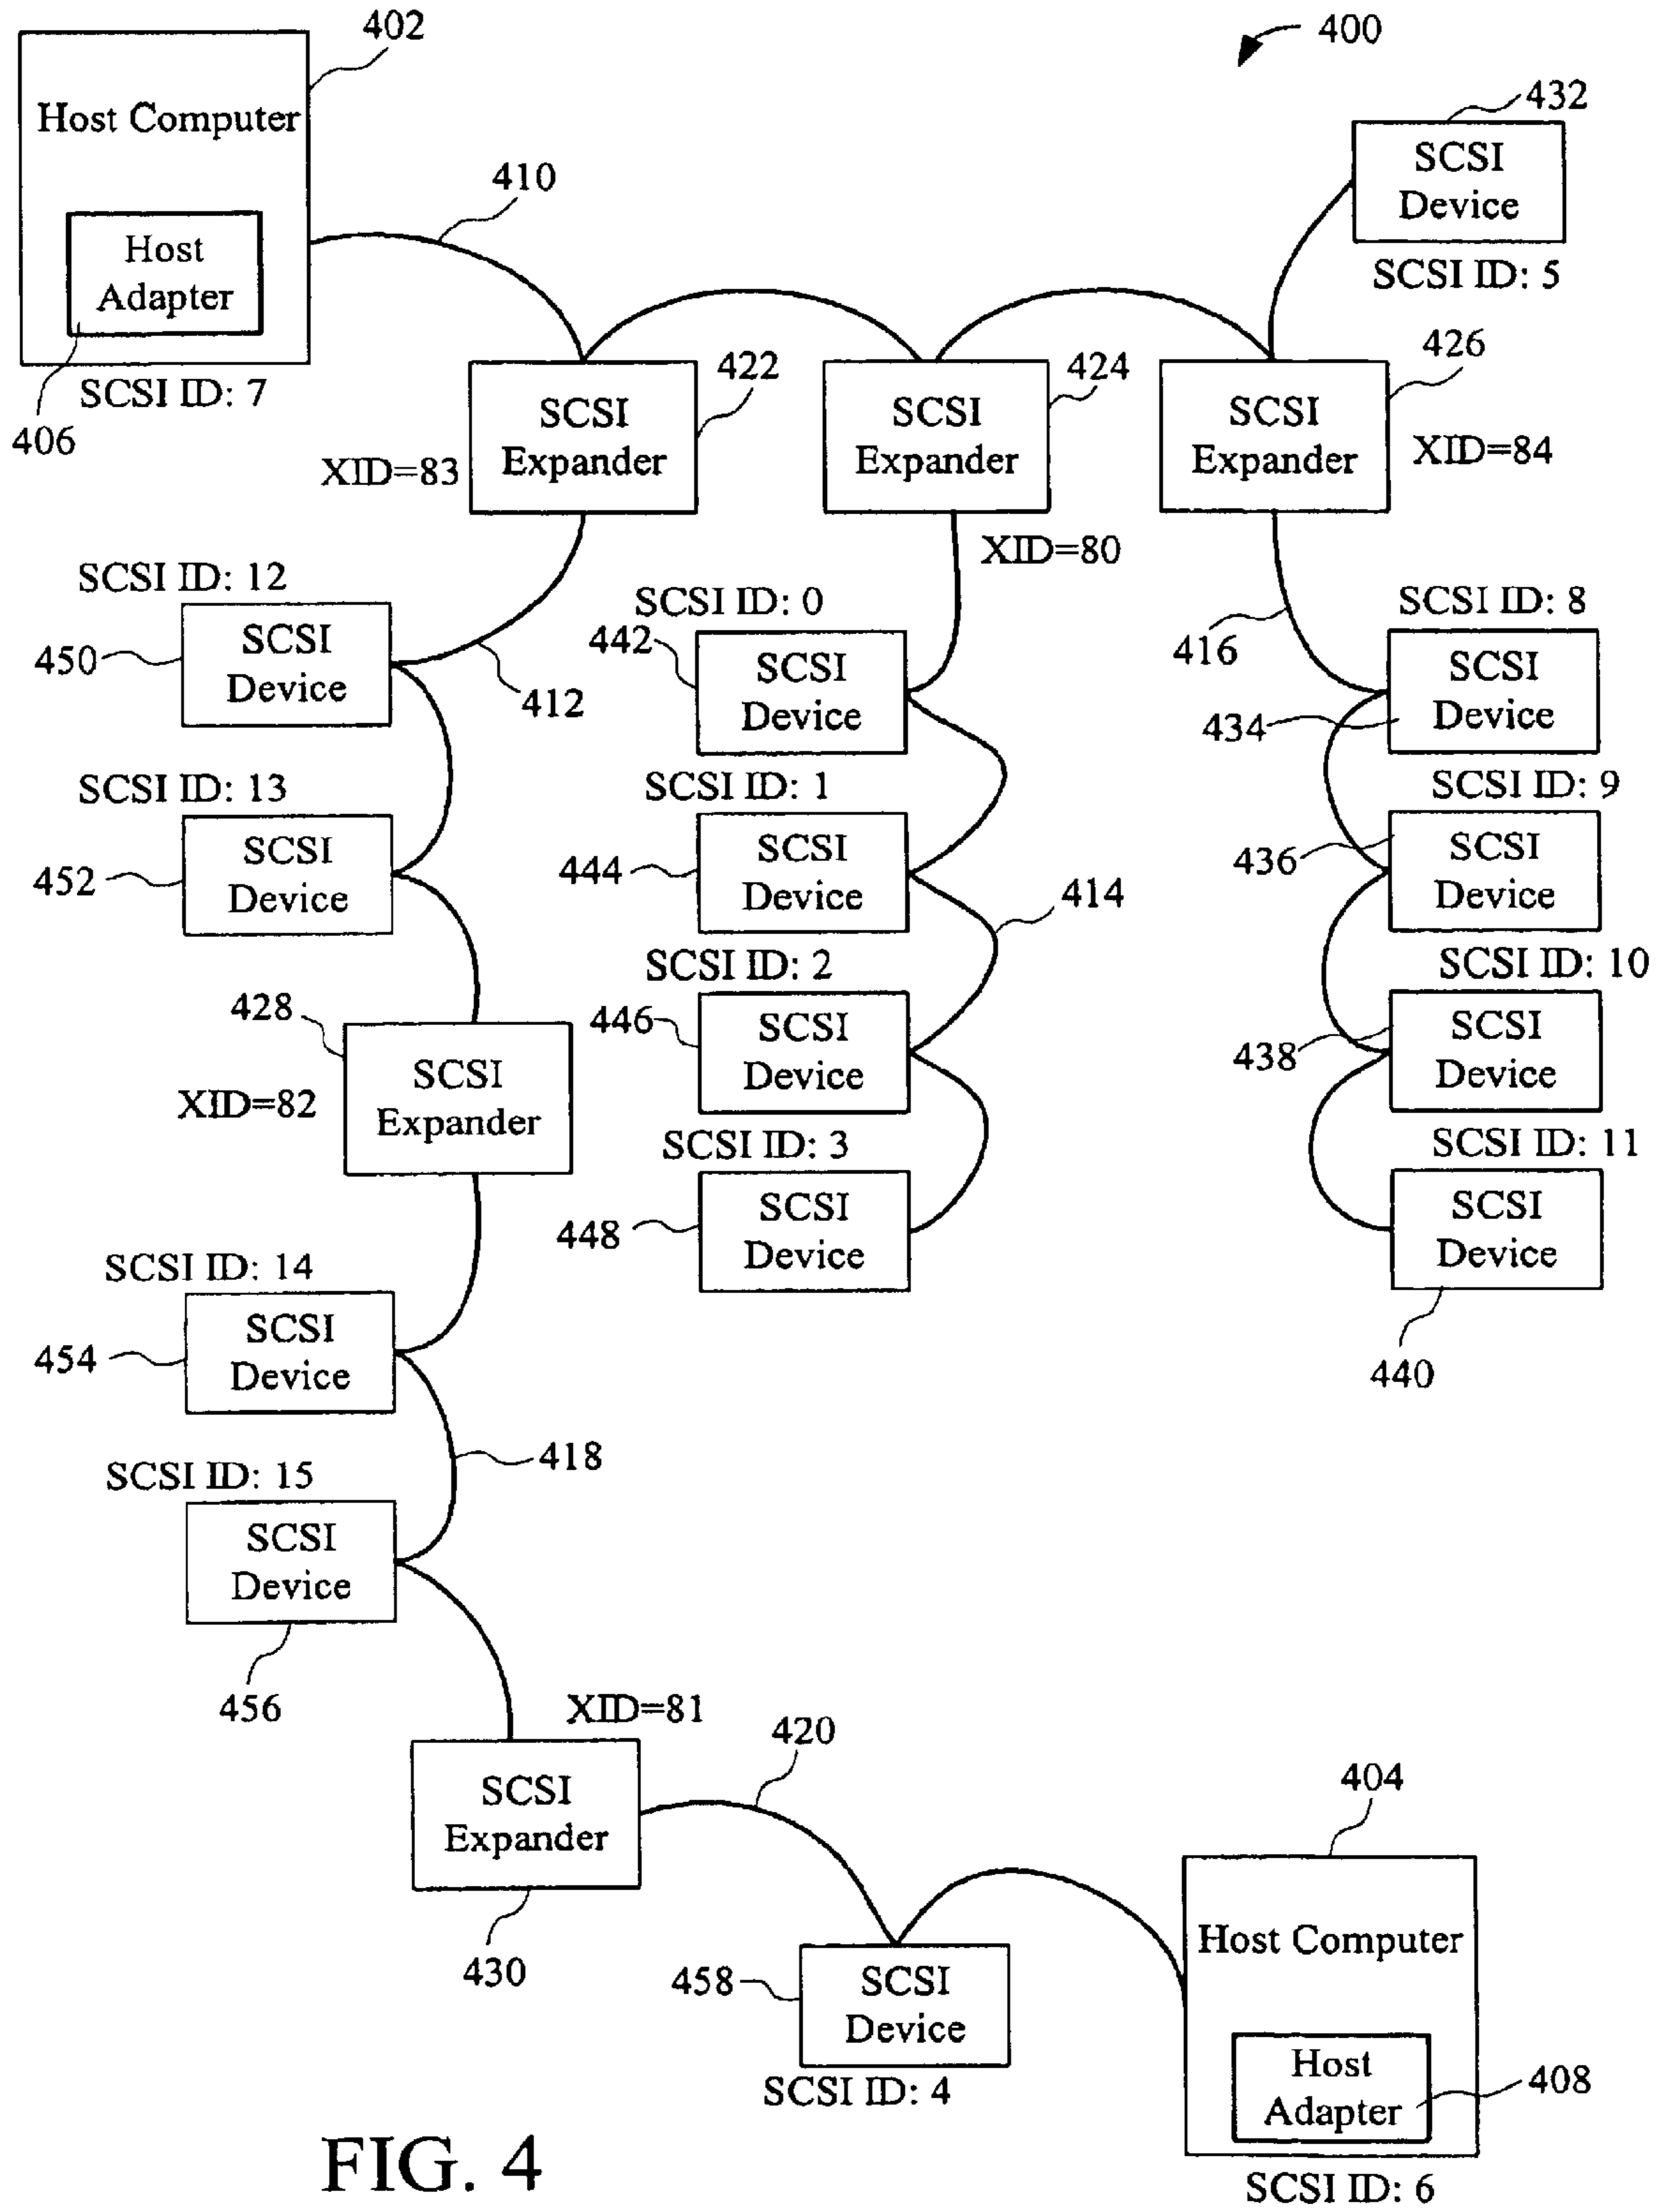 402
400
Host Computer
432
SCSI
Device
410
Host
Adapter
SCSI ID: 5
SCSI ID: 7
406
422
424
426
SCSI
Expander
XID=83
SCSI
Expander
SCSI
Expander
XID=84
XID=80
SCSI ID: 12
SCSI ID: 0
SCSI ID: 8
450
SCSI
Device
412
442
SCSI
Device
416
434
SCSI
Device
SCSI ID: 13
SCSI ID: 1
SCSI ID: 9
452
SCSI
Device
444
SCSI
Device
414
436
SCSI
Device
SCSI ID: 2
SCSI ID: 10
428
446
SCSI
Device
438
SCSI
Device
XID=82
SCSI
Expander
SCSI ID: 3
SCSI ID: 11
448
SCSI
Device
SCSI
Device
440
SCSI ID: 14
454
SCSI
Device
418
SCSI ID: 15
SCSI
Device
456
XID=81
420
SCSI
Expander
430
404
Host Computer
458
SCSI
Device
SCSI ID: 4
Host
Adapter
408
SCSI ID: 6
FIG. 4